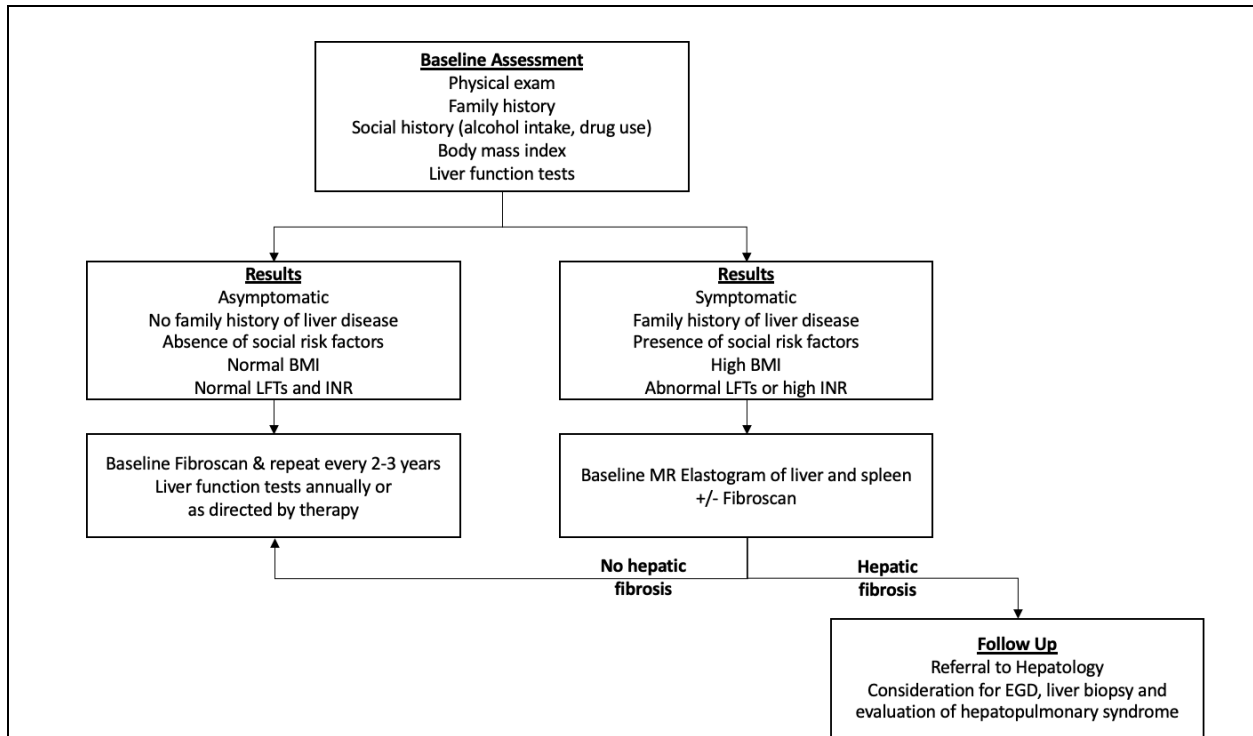 Baseline Assessment
Physical exam
Family history
Social history (alcohol intake, drug use)
Body mass index
Liver function tests
Results
Asymptomatic
No family history of liver disease
Absence of social risk factors
Normal BMI
Normal LFTs and INR
Results
Symptomatic
Family history of liver disease
Presence of social risk factors
High BMI
Abnormal LFTs or high INR
Baseline Fibroscan & repeat every 2-3 years
Liver function tests annually or
as directed by therapy
Baseline MR Elastogram of liver and spleen
+/- Fibroscan
No hepatic
fibrosis
Hepatic
fibrosis
Follow Up
Referral to Hepatology
Consideration for EGD, liver biopsy and
evaluation of hepatopulmonary syndrome